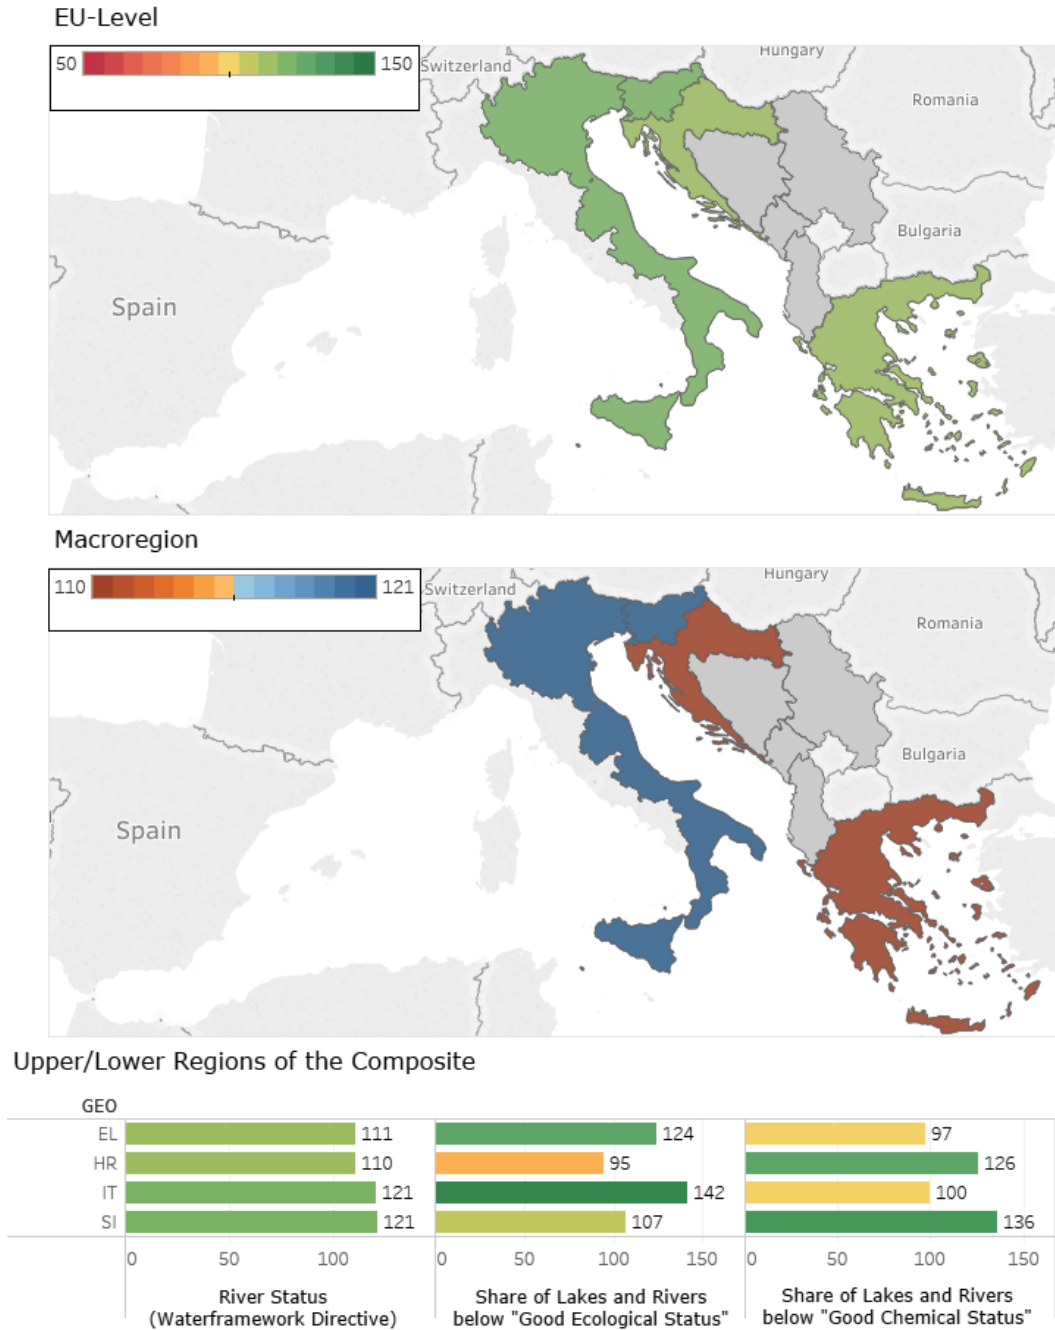 EU-Level
50 150
Switzerland
Hungary
Romania
Bulgaria
Spain
Macroregion
110 121
Switzerland
Hungary
Romania
Bulgaria
Spain
Upper/Lower Regions of the Composite
GEO
EL 111 124 97
HR 110 95 126
IT 121 142 100
SI 121 107 136
0 50 100 0 50 100 150 0 50 100 150
River Status
(Waterframework Directive)
Share of Lakes and Rivers
below "Good Ecological Status"
Share of Lakes and Rivers
below "Good Chemical Status"